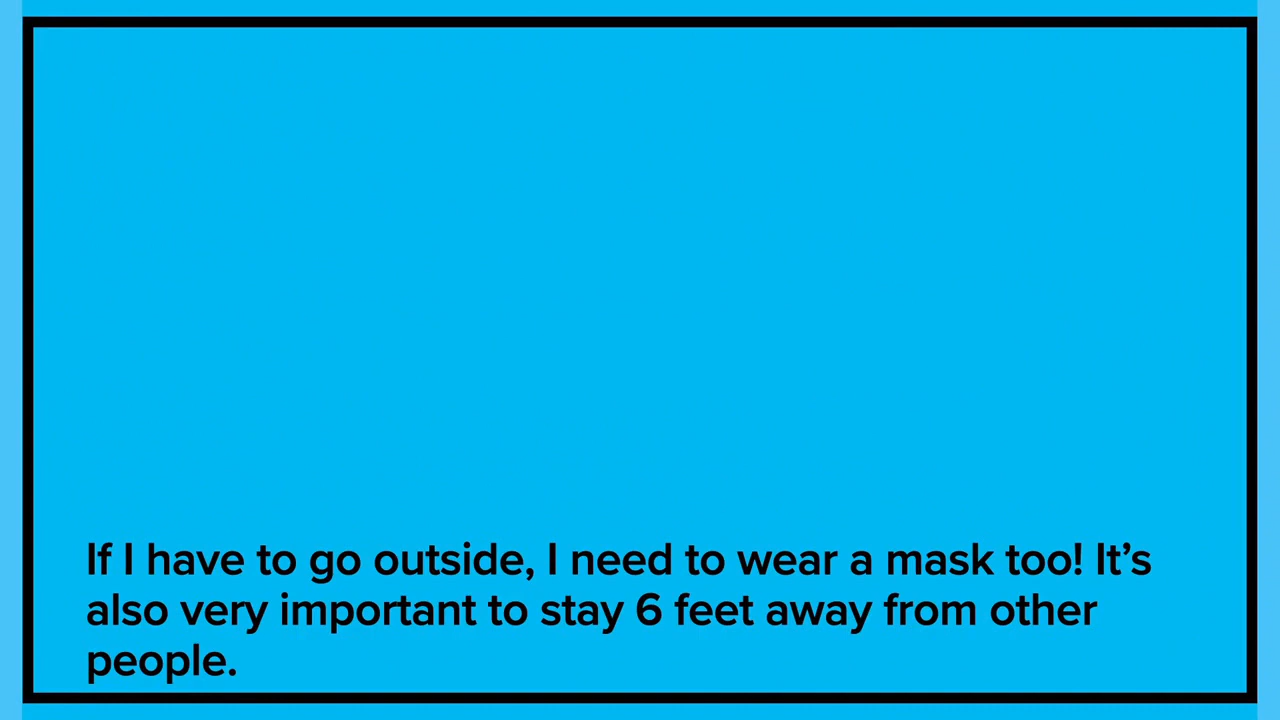 If I have to go outside, I need to wear a mask too! It’s
also very important to stay 6 feet away from other
people.